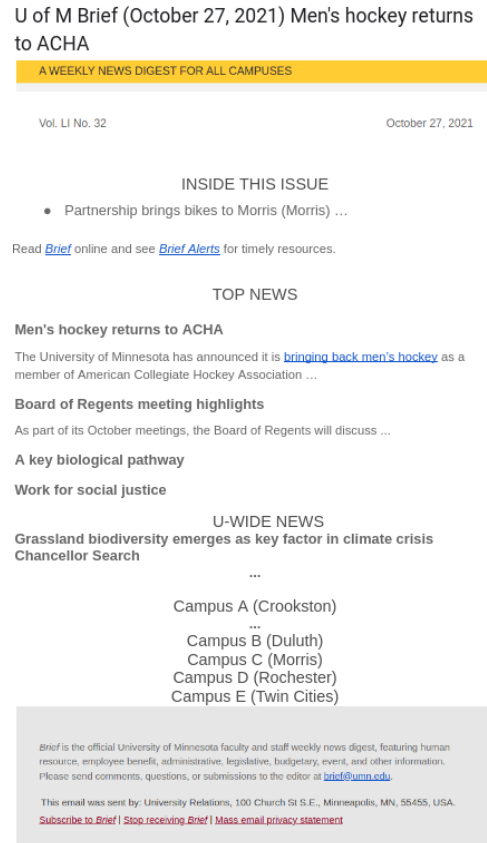 U of M Brief (October 27, 2021) Men's hockey returns
to ACHA
A WEEKLY NEWS DIGEST FOR ALL CAMPUSES
Vol. LI No. 32 October 27, 2021
INSIDE THIS ISSUE
● Partnership brings bikes to Morris (Morris) …
Read Brief online and see Brief Alerts for timely resources.
TOP NEWS
Men's hockey returns to ACHA
The University of Minnesota has announced it is bringing back men's hockey as a
member of American Collegiate Hockey Association …
Board of Regents meeting highlights
As part of its October meetings, the Board of Regents will discuss ...
A key biological pathway
Work for social justice
U-WIDE NEWS
Grassland biodiversity emerges as key factor in climate crisis
Chancellor Search
...
Campus A (Crookston)
...
Campus B (Duluth)
Campus C (Morris)
Campus D (Rochester)
Campus E (Twin Cities)
Brief is the official University of Minnesota faculty and staff weekly news digest, featuring human
resource, employee benefit, administrative, legislative, budgetary, event, and other information.
Please send comments, questions, or submissions to the editor at brief@umn.edu.
This email was sent by: University Relations, 100 Church St S.E., Minneapolis, MN, 55455, USA.
Subscribe to Brief | Stop receiving Brief | Mass email privacy statement